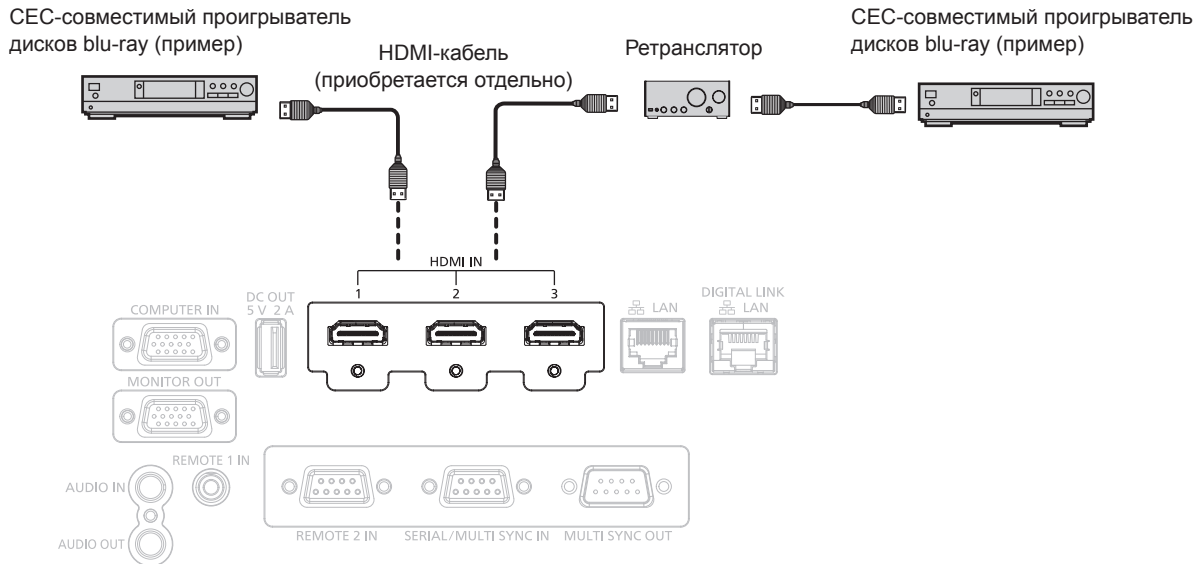 CEC-совместимый проигрыватель
дисков blu-ray (пример)
HDMI-кабель
(приобретается отдельно)
Ретранслятор
CEC-совместимый проигрыватель
дисков blu-ray (пример)
HDMI IN
1 2 3
COMPUTER IN
DC OUT
5 V 2 A
LAN
DIGITAL LINK
LAN
MONITOR OUT
REMOTE 1 IN
AUDIO IN
AUDIO OUT
REMOTE 2 IN
SERIAL/MULTI SYNC IN
MULTI SYNC OUT